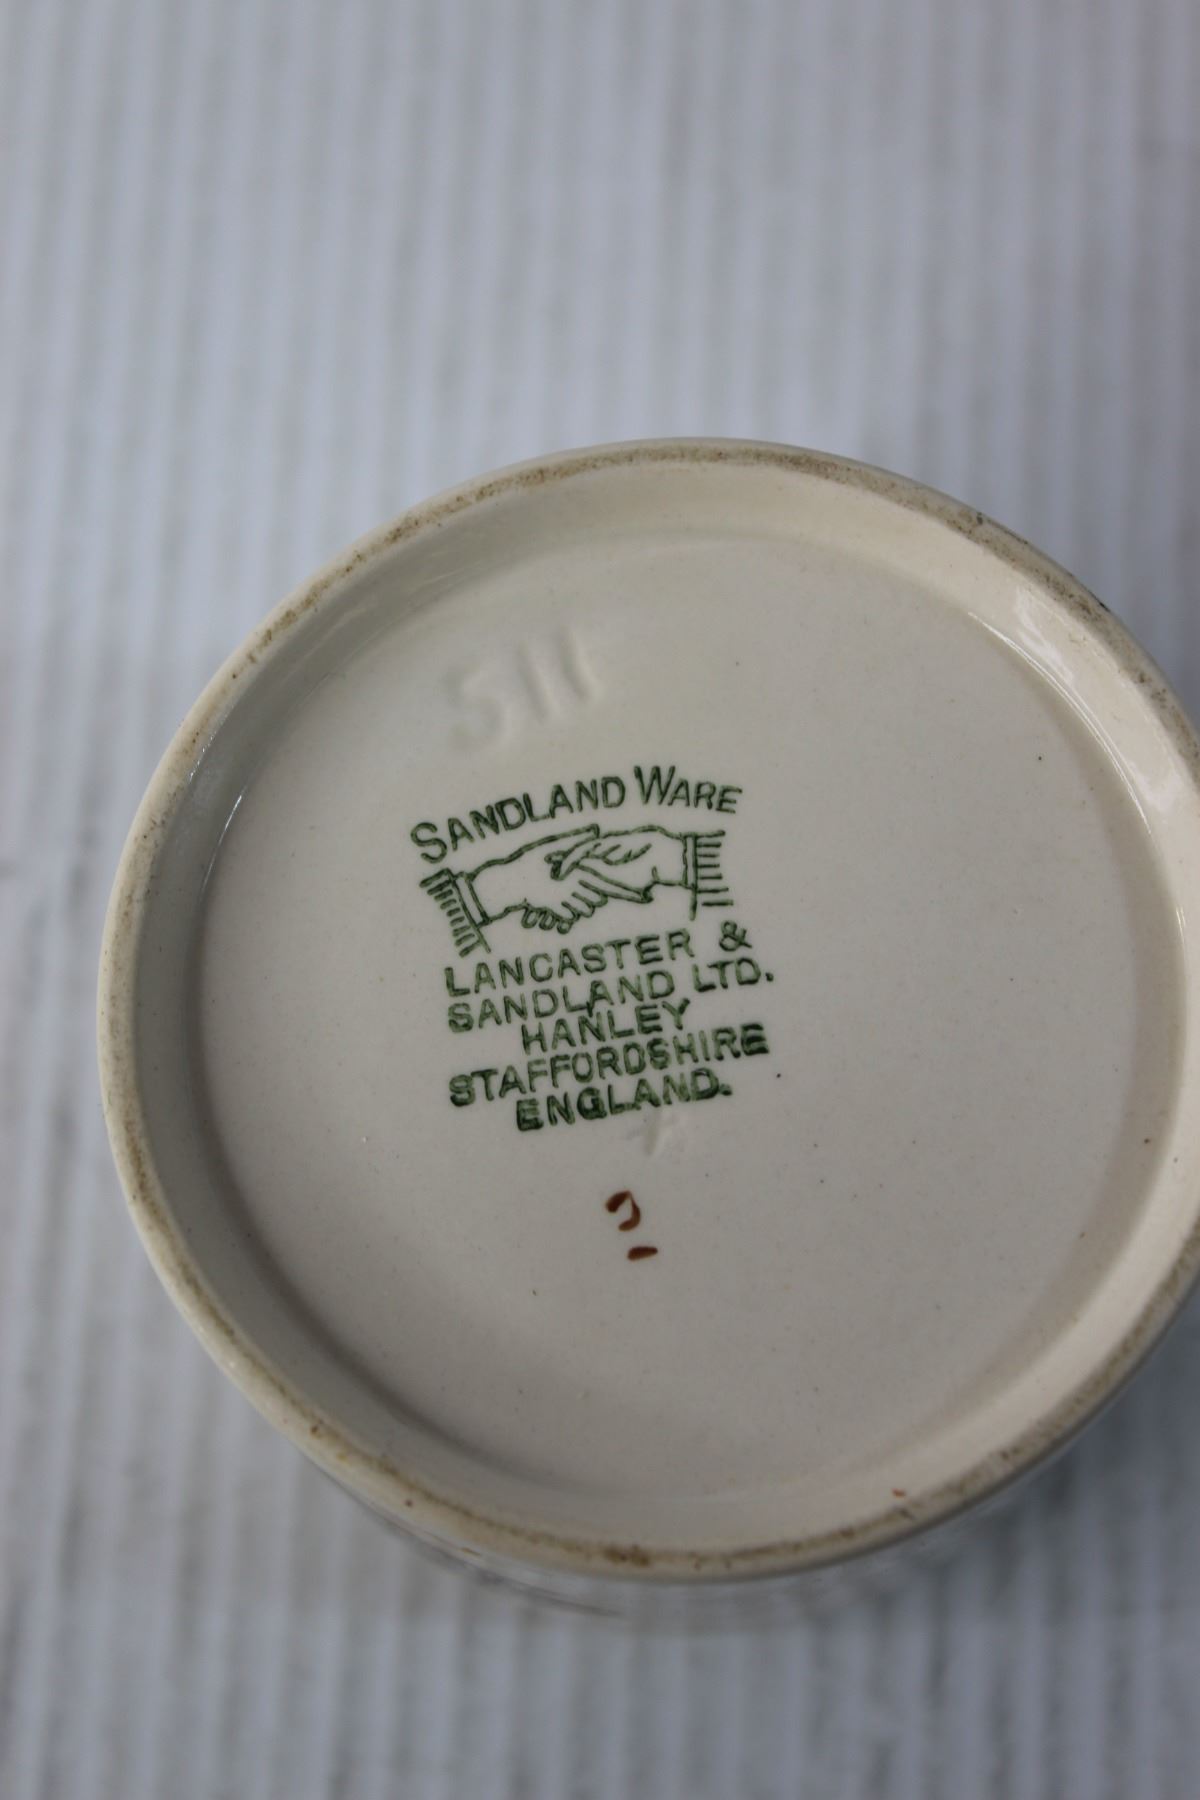 511
SANDLAND WARE
LANCASTER &
SANDLAND LTD.
HANLEY
STAFFORDSHIRE
ENGLAND.